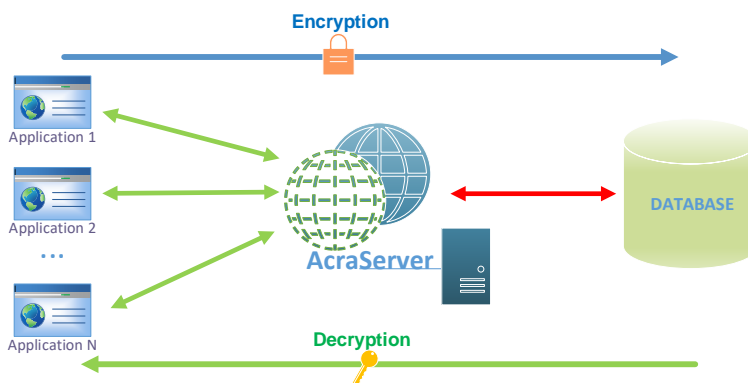 Encryption
Application 1
Application 2
...
Application N
AcraServer
DATABASE
Decryption